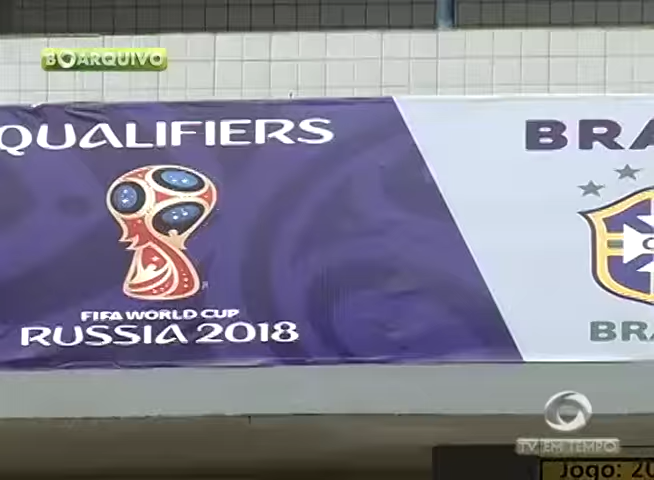 BOARQUIVO
QUALIFIERS
BRA
FIFA WORLD CUP
RUSSIA 2018
BRA
TV EM TEMPO
Jogo: 20